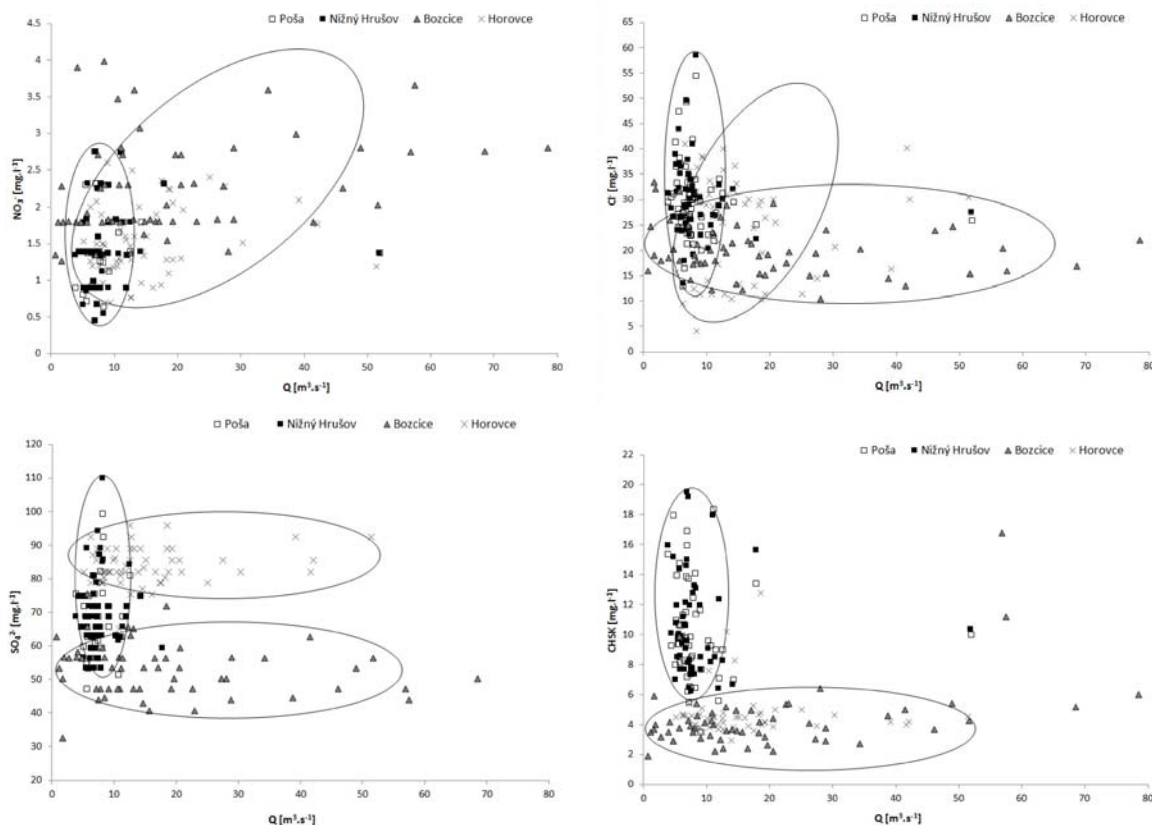 Poša Nižný Hrušov Bozcice Horovce
4.5
4
3.5
3
2.5
2
1.5
1
0.5
0
NO₃⁻ [mg.l⁻¹]
0 10 20 30 40 50 60 70 80
Q [m³.s⁻¹]
Poša Nižný Hrušov Bozcice Horovce
65
60
55
50
45
40
35
30
25
20
15
10
5
0
Cl⁻ [mg.l⁻¹]
0 10 20 30 40 50 60 70 80
Q [m³.s⁻¹]
Poša Nižný Hrušov Bozcice Horovce
120
110
100
90
80
70
60
50
40
30
20
SO₄²⁻ [mg.l⁻¹]
0 10 20 30 40 50 60 70 80
Q [m³.s⁻¹]
Poša Nižný Hrušov Bozcice Horovce
22
20
18
16
14
12
10
8
6
4
2
0
CHSK [mg.l⁻¹]
0 10 20 30 40 50 60 70 80
Q [m³.s⁻¹]